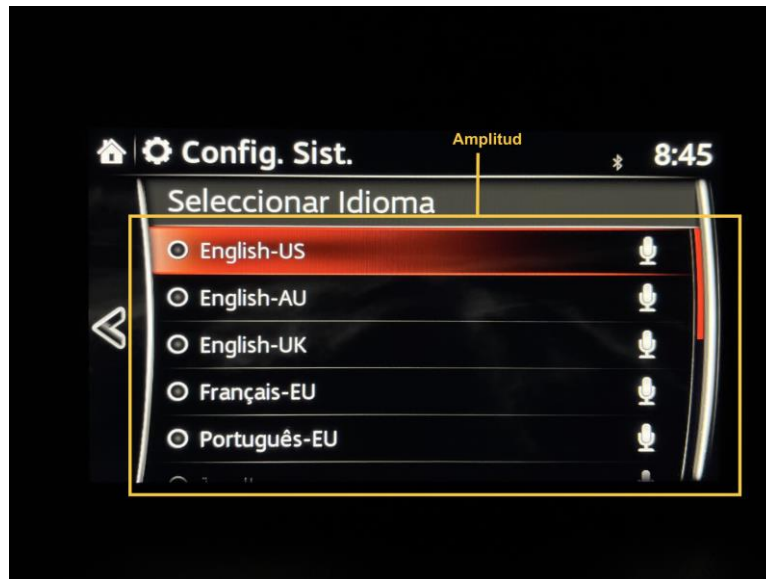 Amplitud
Config. Sist. 8:45
Seleccionar Idioma
English-US
English-AU
English-UK
Français-EU
Português-EU